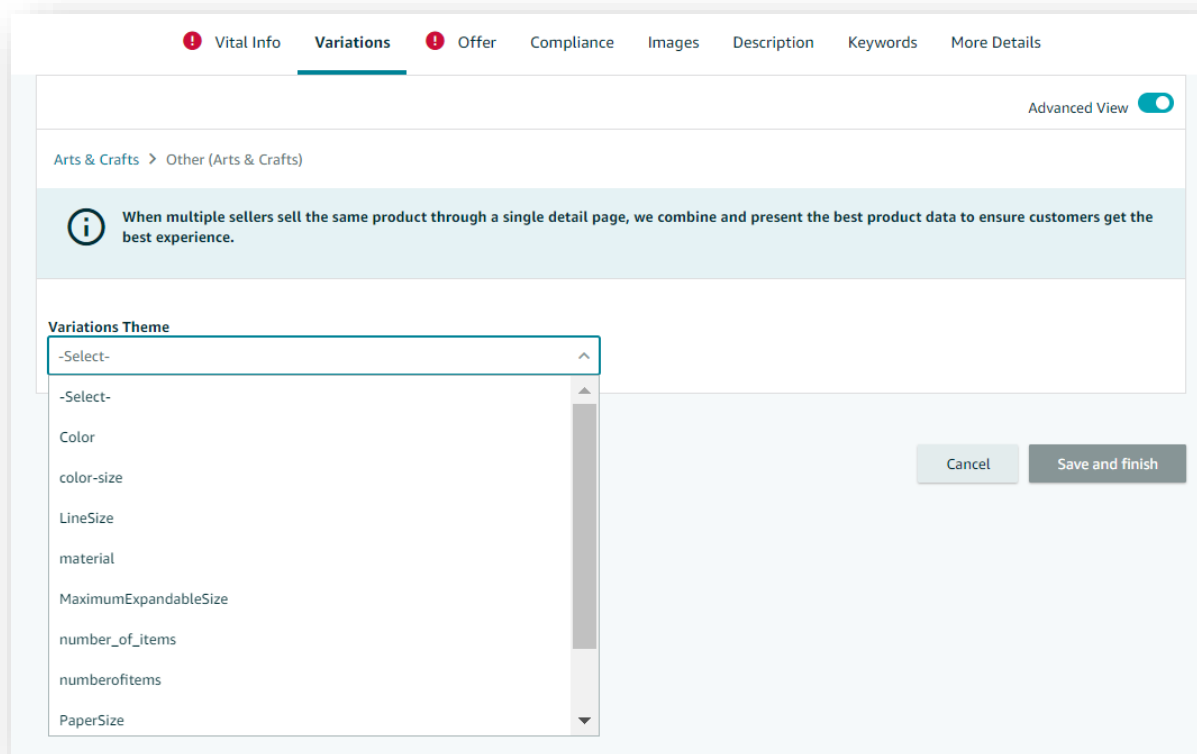 ! Vital Info Variations ! Offer Compliance Images Description Keywords More Details
Advanced View
Arts & Crafts > Other (Arts & Crafts)
When multiple sellers sell the same product through a single detail page, we combine and present the best product data to ensure customers get the
best experience.
Variations Theme
-Select-
-Select-
Color
color-size
LineSize
material
MaximumExpandableSize
number_of_items
numberofitems
PaperSize
Cancel Save and finish